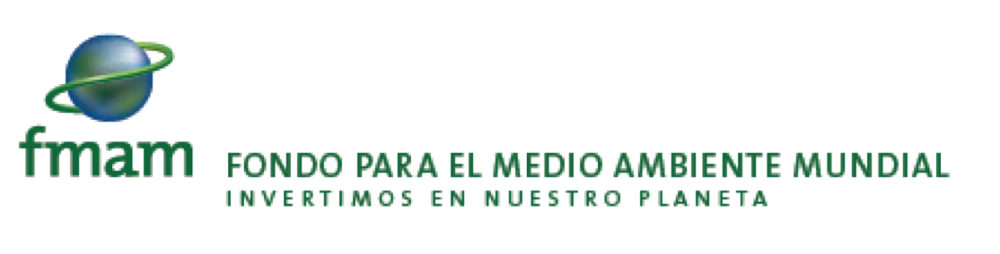 fmam
FONDO PARA EL MEDIO AMBIENTE MUNDIAL
INVERTIMOS EN NUESTRO PLANETA